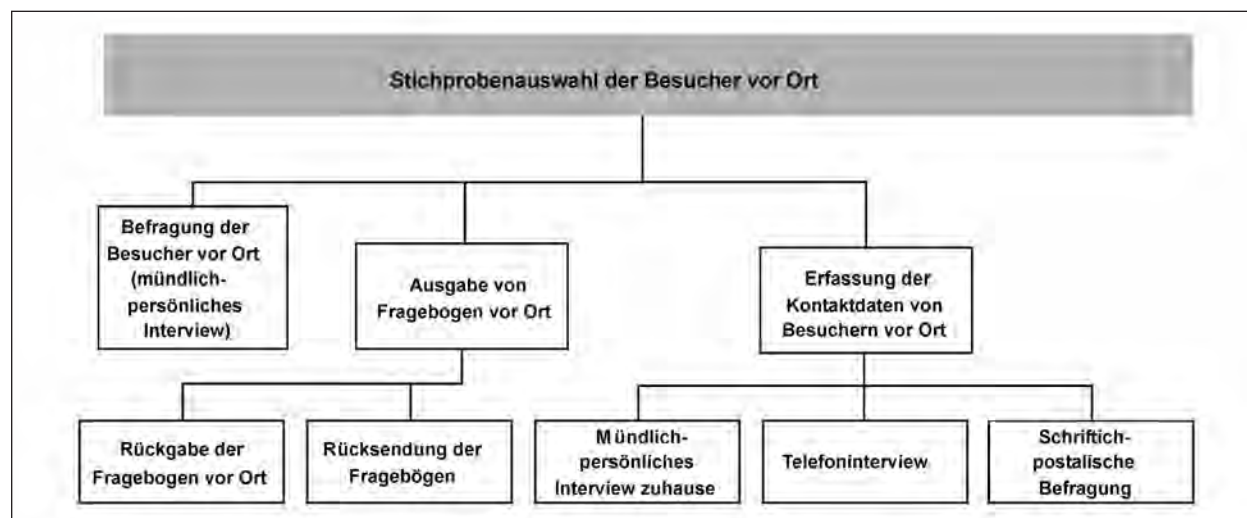 Stichprobenauswahl der Besucher vor Ort
Befragung der
Besucher vor Ort
(mündlich-
persönliches
Interview)
Ausgabe von
Fragebögen vor Ort
Erfassung der
Kontaktdaten von
Besuchern vor Ort
Rückgabe der
Fragebogen vor Ort
Rücksendung der
Fragebögen
Mündlich-
persönliches
Interview zuhause
Telefoninterview
Schriftich-
postalische
Befragung